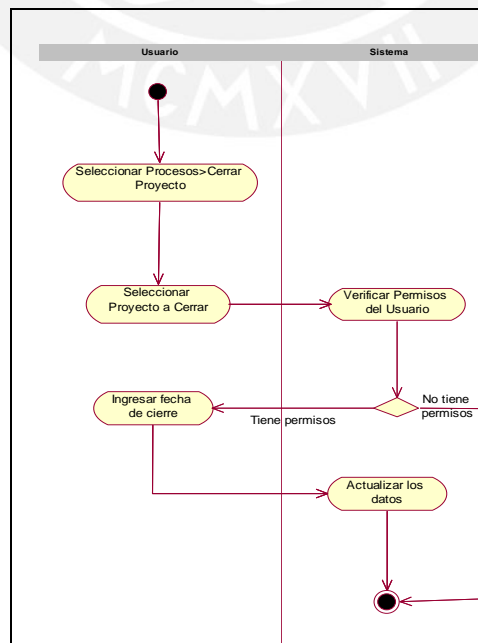 MCMXVII
Usuario
Sistema
Seleccionar Procesos>Cerrar
Proyecto
Seleccionar
Proyecto a Cerrar
Verificar Permisos
del Usuario
Ingresar fecha
de cierre
Tiene permisos
No tiene
permisos
Actualizar los
datos